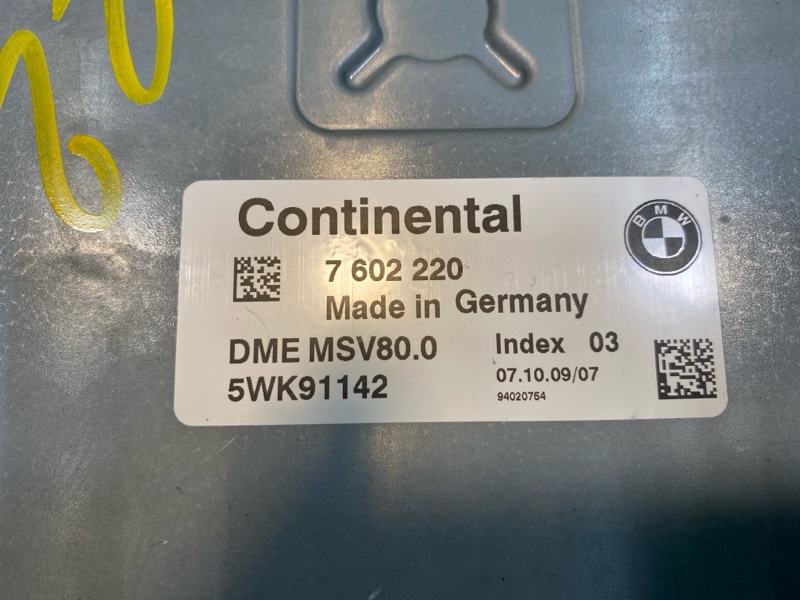 Continental
BMW
7 602 220
Made in Germany
DME MSV80.0
Index 03
5WK91142
07.10.09/07
94020754